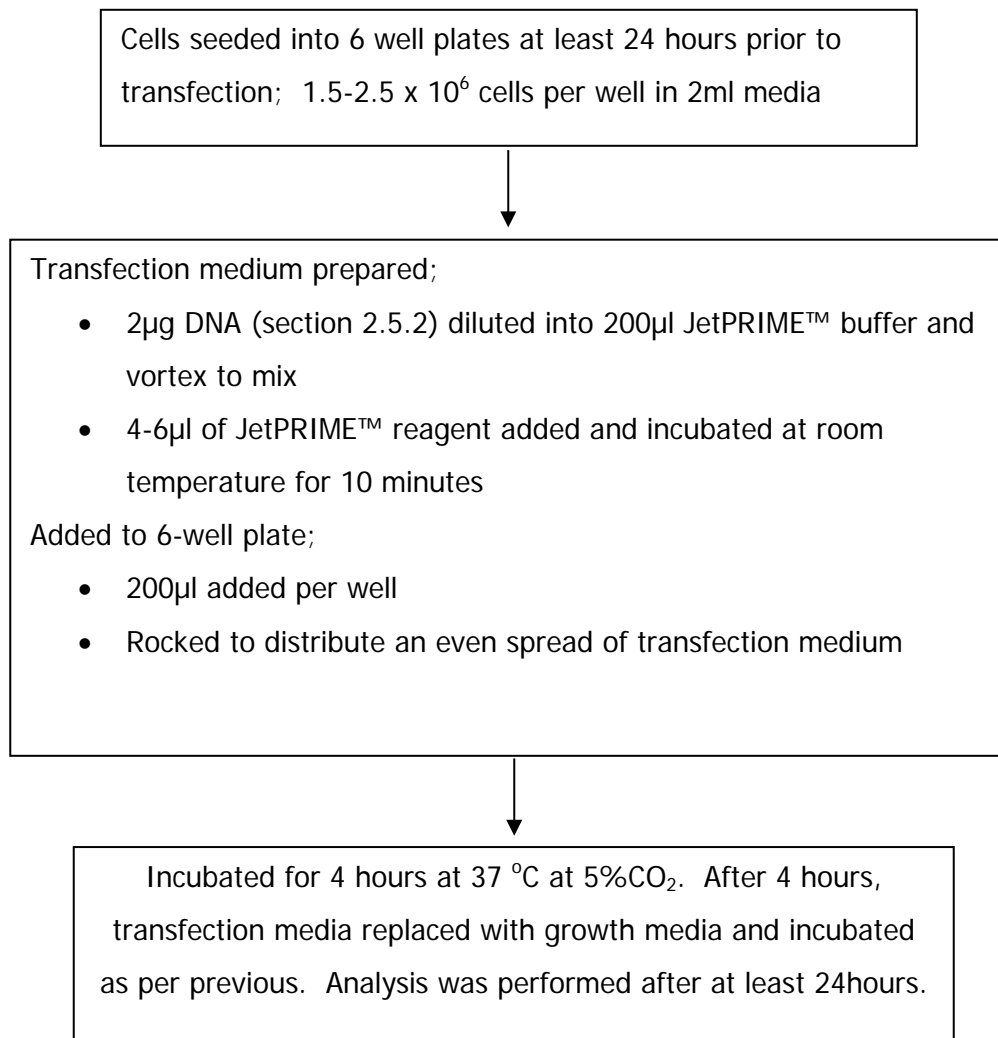 Cells seeded into 6 well plates at least 24 hours prior to
transfection;  1.5-2.5 x 10⁶ cells per well in 2ml media
Transfection medium prepared;
• 2µg DNA (section 2.5.2) diluted into 200µl JetPRIME™ buffer and
vortex to mix
• 4-6µl of JetPRIME™ reagent added and incubated at room
temperature for 10 minutes
Added to 6-well plate;
• 200µl added per well
• Rocked to distribute an even spread of transfection medium
Incubated for 4 hours at 37 ⁰C at 5%CO₂.  After 4 hours,
transfection media replaced with growth media and incubated
as per previous.  Analysis was performed after at least 24hours.